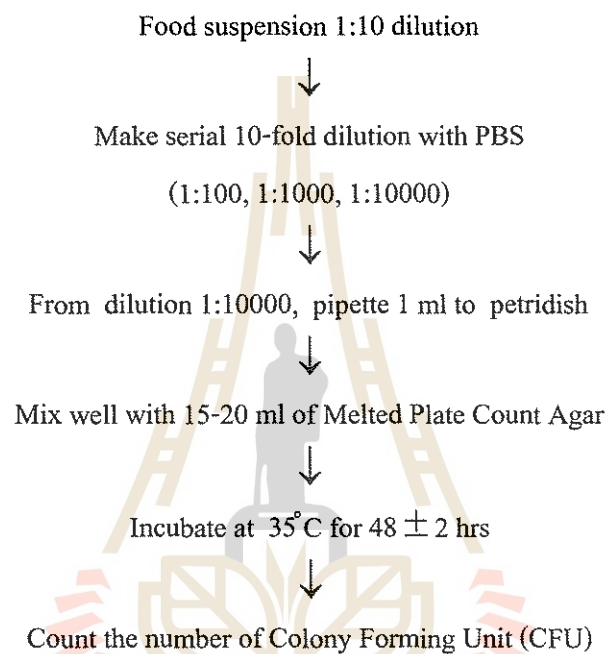 Food suspension 1:10 dilution
Make serial 10-fold dilution with PBS
(1:100, 1:1000, 1:10000)
From dilution 1:10000, pipette 1 ml to petridish
Mix well with 15-20 ml of Melted Plate Count Agar
Incubate at 35°C for 48 ± 2 hrs
Count the number of Colony Forming Unit (CFU)